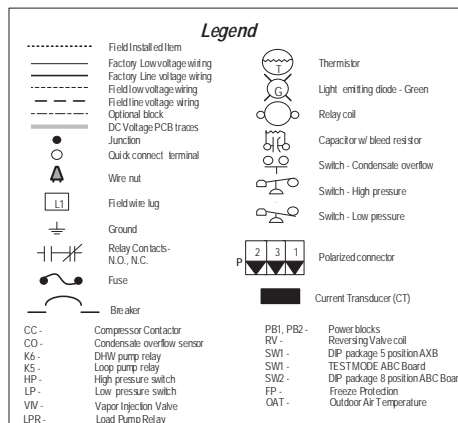 Legend
Field Installed Item
Factory Low voltage wiring
Factory Line voltage wiring
Field low voltage wiring
Field line voltage wiring
Optional block
DC Voltage PCB traces
Junction
Quick connect terminal
Wire nut
L1
Field wire lug
Ground
Relay Contacts-
N.O., N.C.
Fuse
Breaker
T
Thermistor
G
Light emitting diode - Green
Relay coil
Capacitor w/ bleed resistor
Switch - Condensate overflow
Switch - High pressure
Switch - Low pressure
P
2 3 1
Polarized connector
Current Transducer (CT)
CC - Compressor Contactor
CO - Condensate overflow sensor
K6 - DHW pump relay
K5 - Loop pump relay
HP - High pressure switch
LP - Low pressure switch
VIV - Vapor Injection Valve
LPR - Load Pump Relay
PB1, PB2 - Power blocks
RV - Reversing Valve coil
SW1 - DIP package 5 position AXB
SW1 - TEST MODE ABC Board
SW2 - DIP package 8 position ABC Board
FP - Freeze Protection
OAT - Outdoor Air Temperature